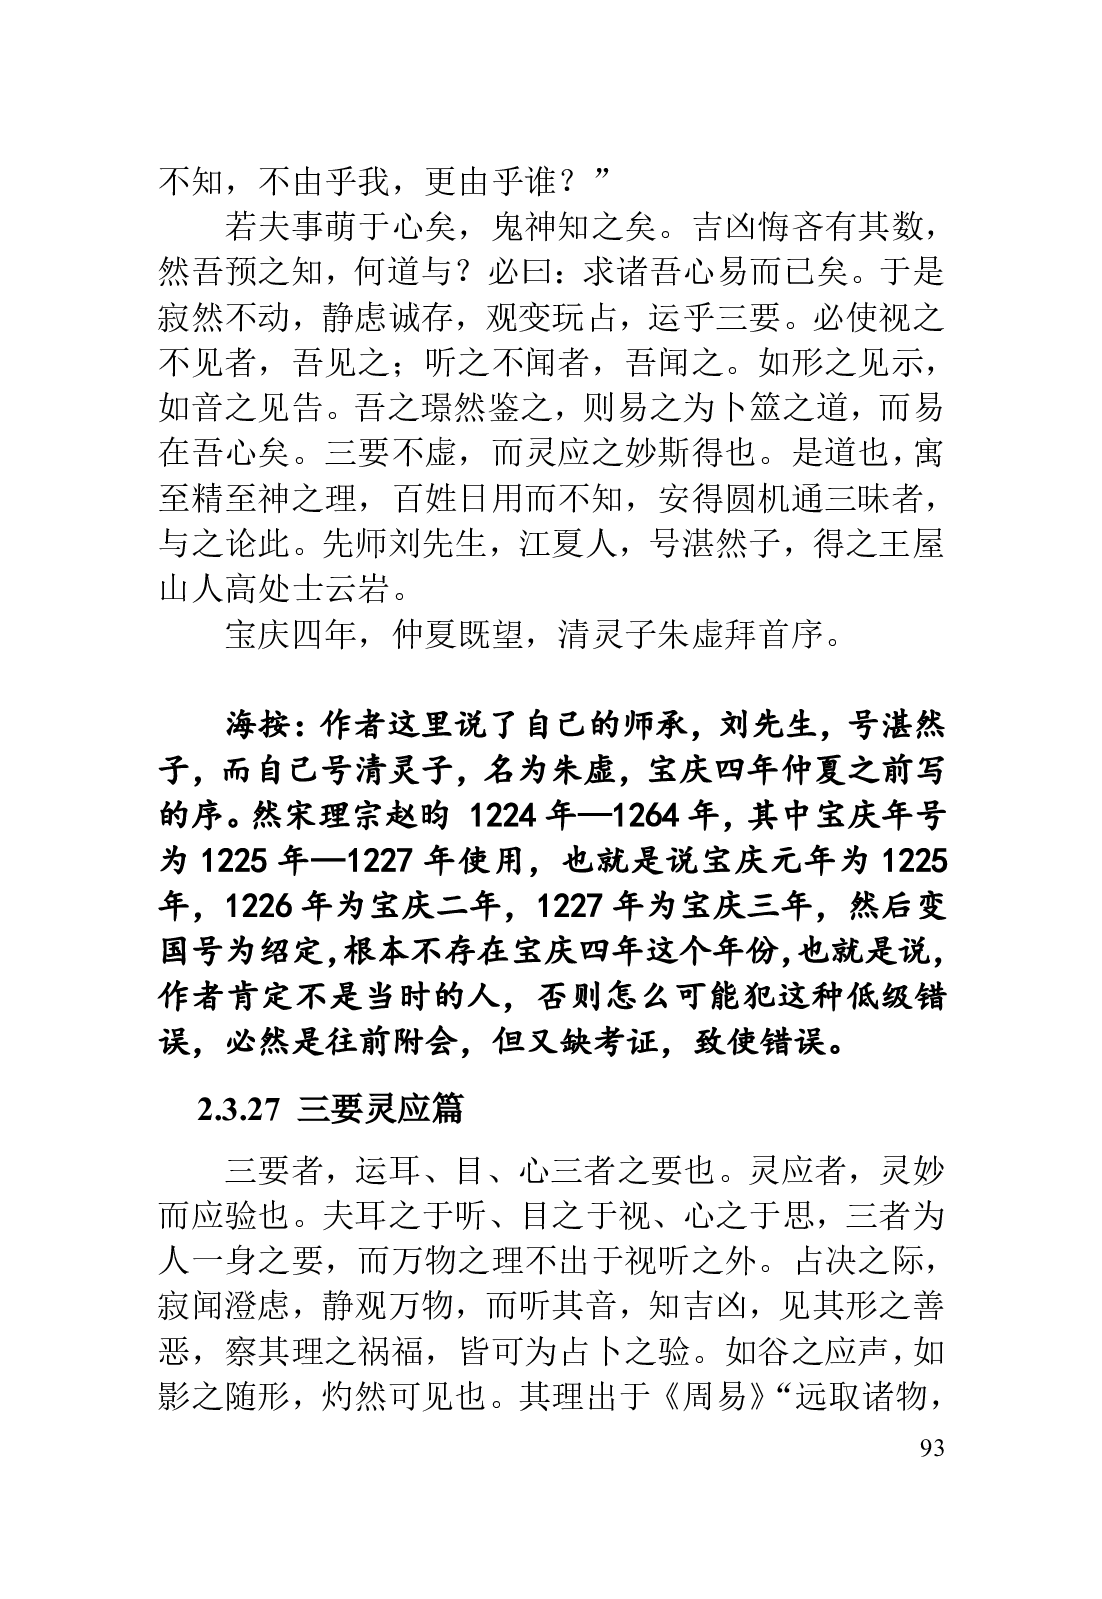 不知，不由乎我，更由乎谁？”
若夫事萌于心矣，鬼神知之矣。吉凶悔吝有其数，
然吾预之知，何道与？必曰：求诸吾心易而已矣。于是
寂然不动，静虑诚存，观变玩占，运乎三要。必使视之
不见者，吾见之；听之不闻者，吾闻之。如形之见示，
如音之见告。吾之璟然鉴之，则易之为卜筮之道，而易
在吾心矣。三要不虚，而灵应之妙斯得也。是道也，寓
至精至神之理，百姓日用而不知，安得圆机通三昧者，
与之论此。先师刘先生，江夏人，号湛然子，得之王屋
山人高处士云岩。
宝庆四年，仲夏既望，清灵子朱虚拜首序。
海按：作者这里说了自己的师承，刘先生，号湛然
子，而自己号清灵子，名为朱虚，宝庆四年仲夏之前写
的序。然宋理宗赵昀 1224 年—1264 年，其中宝庆年号
为 1225 年—1227 年使用，也就是说宝庆元年为 1225
年，1226 年为宝庆二年，1227 年为宝庆三年，然后变
国号为绍定，根本不存在宝庆四年这个年份，也就是说，
作者肯定不是当时的人，否则怎么可能犯这种低级错
误，必然是往前附会，但又缺考证，致使错误。
2.3.27 三要灵应篇
三要者，运耳、目、心三者之要也。灵应者，灵妙
而应验也。夫耳之于听、目之于视、心之于思，三者为
人一身之要，而万物之理不出于视听之外。占决之际，
寂闻澄虑，静观万物，而听其音，知吉凶，见其形之善
恶，察其理之祸福，皆可为占卜之验。如谷之应声，如
影之随形，灼然可见也。其理出于《周易》“远取诸物，
93